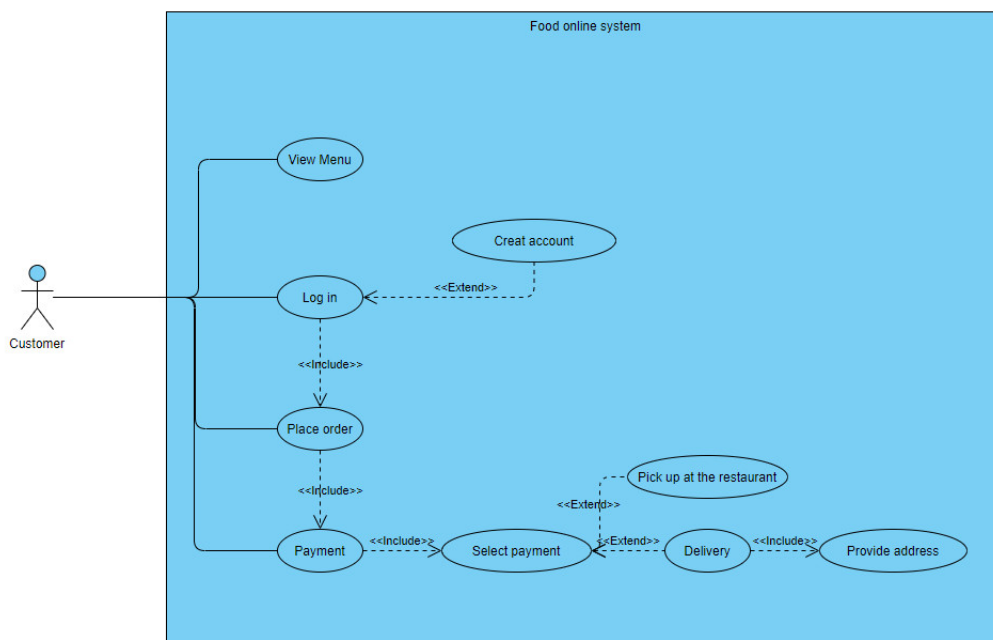 Food online system
View Menu
Creat account
<<Extend>>
Log in
Customer
<<Include>>
Place order
Pick up at the restaurant
<<Include>>
<<Extend>>
Payment
<<Include>>
Select payment
<<Extend>>
Delivery
<<Include>>
Provide address